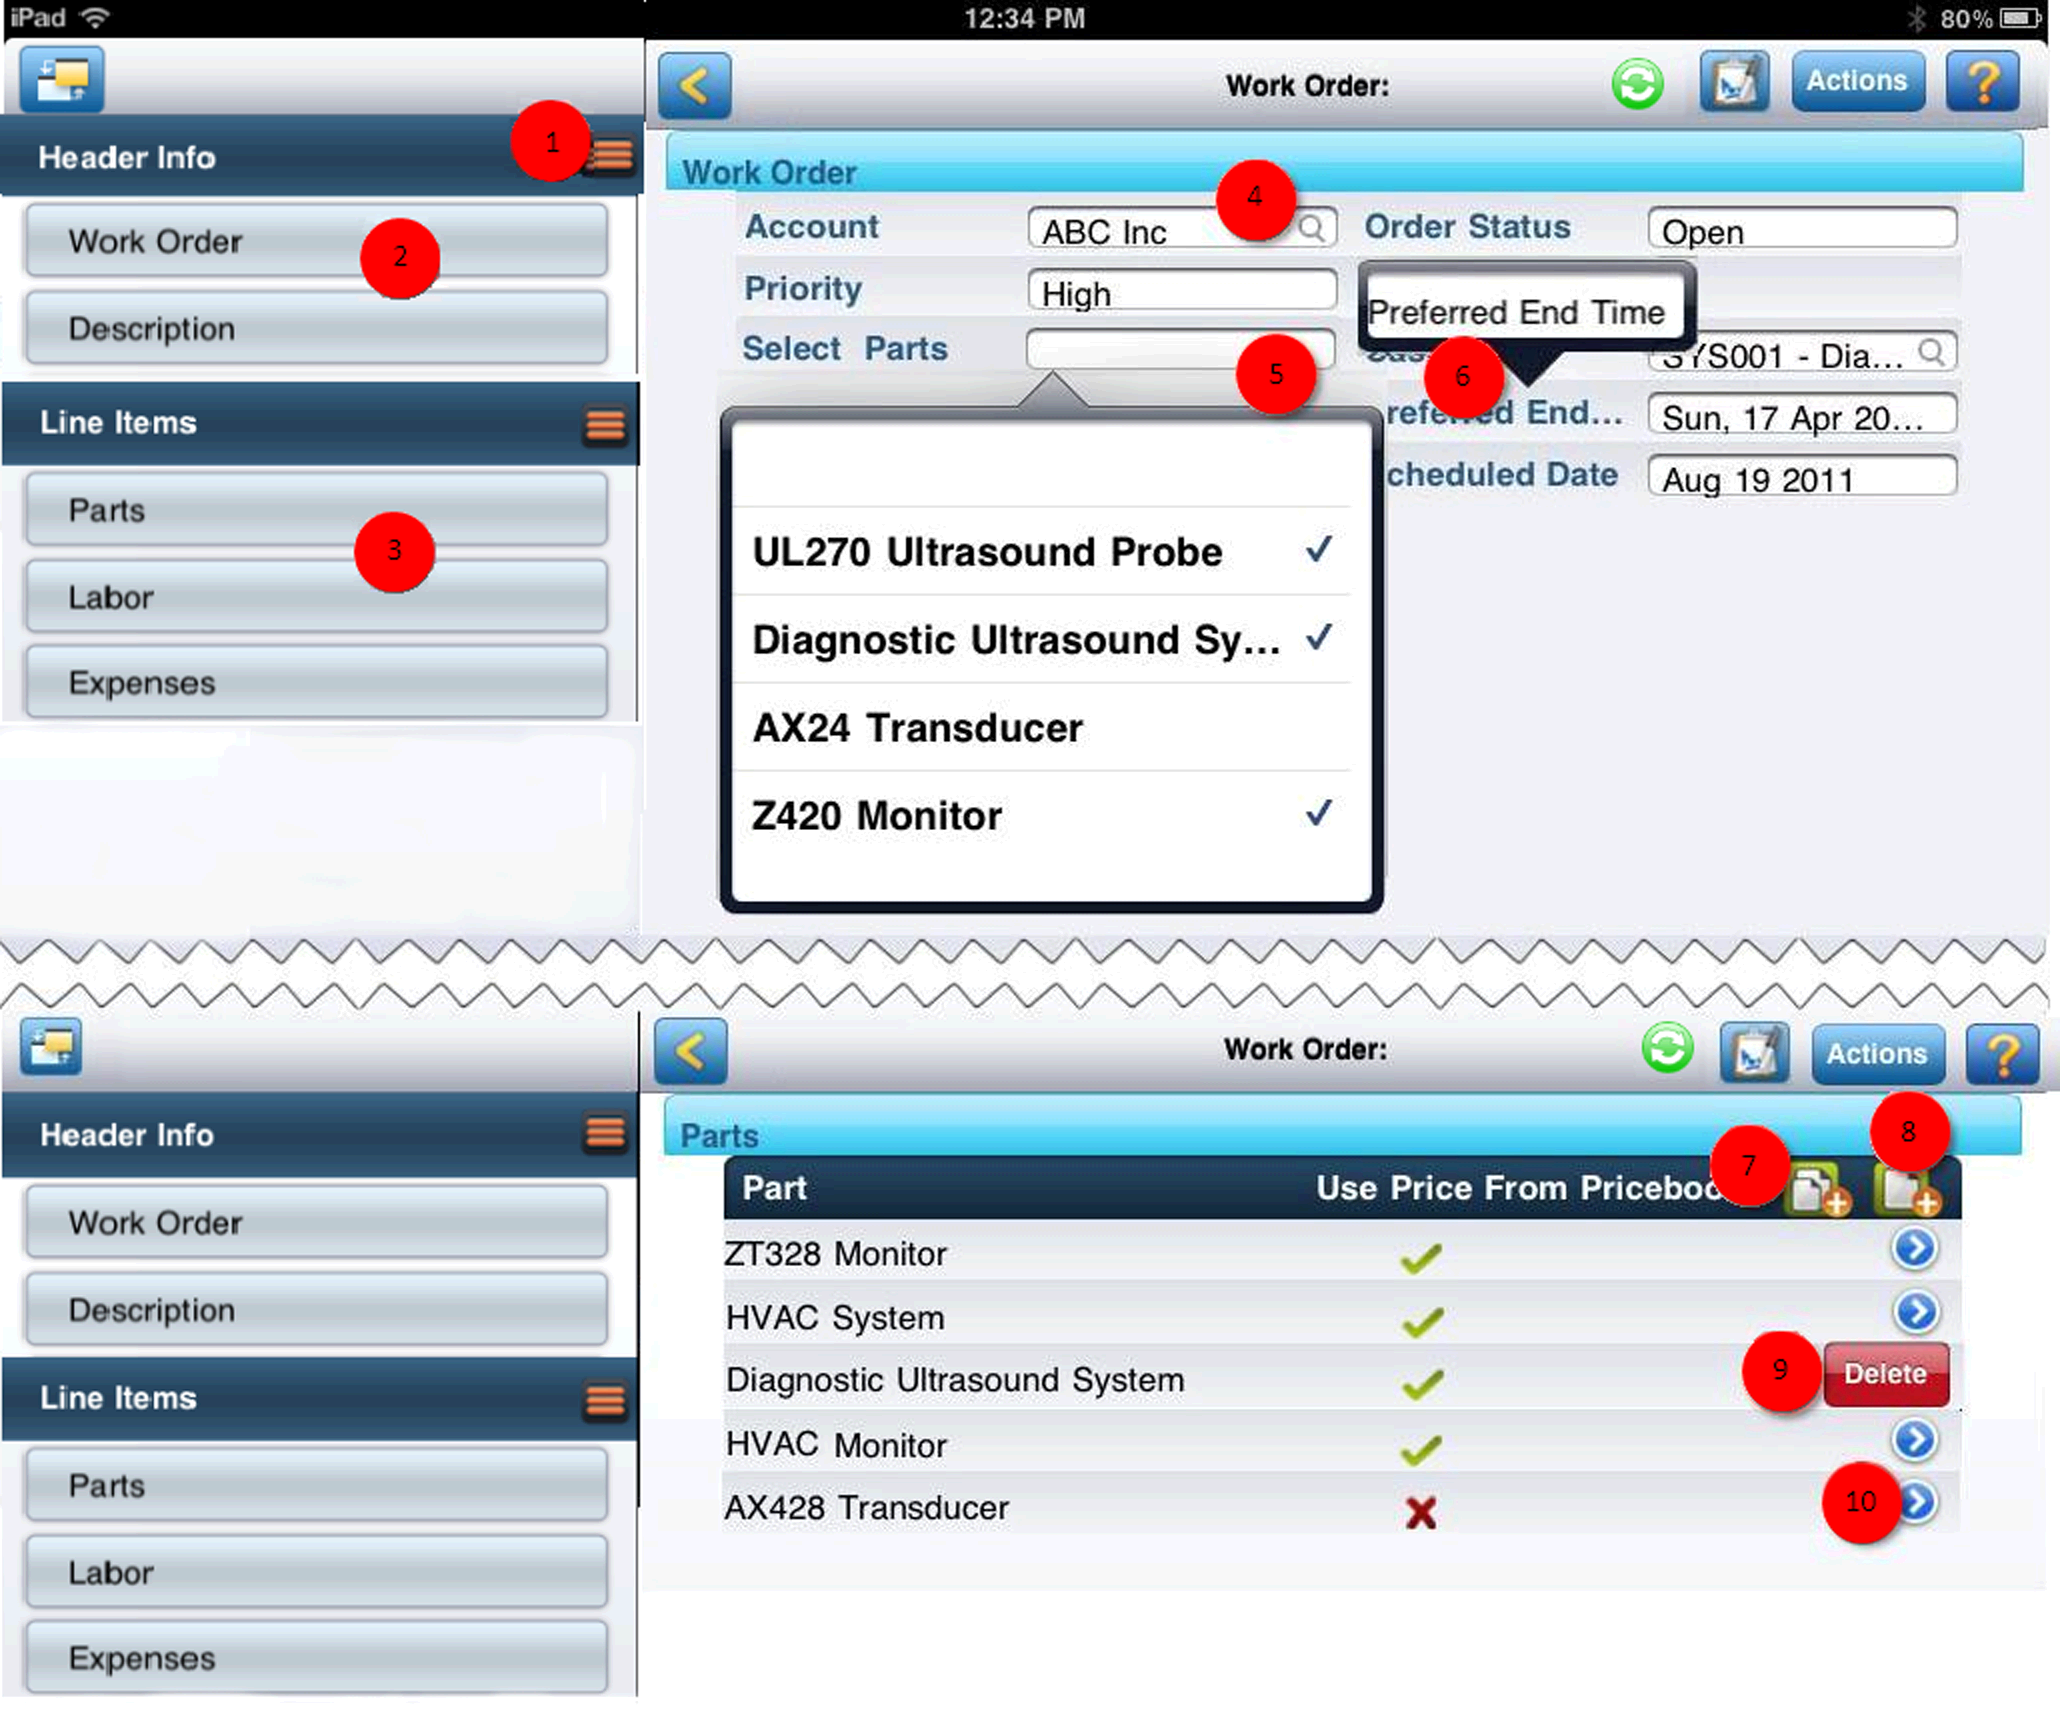 iPad 12:34 PM 80%
Work Order: Actions ?
Header Info 1
Work Order 2
Description
Line Items
Parts 3
Labor
Expenses
Work Order
Account ABC Inc 4 Order Status Open
Priority High Preferred End Time
Select Parts 5 SYS001 - Dia...
6 referred End... Sun, 17 Apr 20...
cheduled Date Aug 19 2011
UL270 Ultrasound Probe
Diagnostic Ultrasound Sy...
AX24 Transducer
Z420 Monitor
Work Order: Actions ?
Header Info
Work Order
Description
Line Items
Parts
Labor
Expenses
Parts
Part Use Price From Priceboo 7 8
ZT328 Monitor
HVAC System
Diagnostic Ultrasound System 9 Delete
HVAC Monitor
AX428 Transducer 10